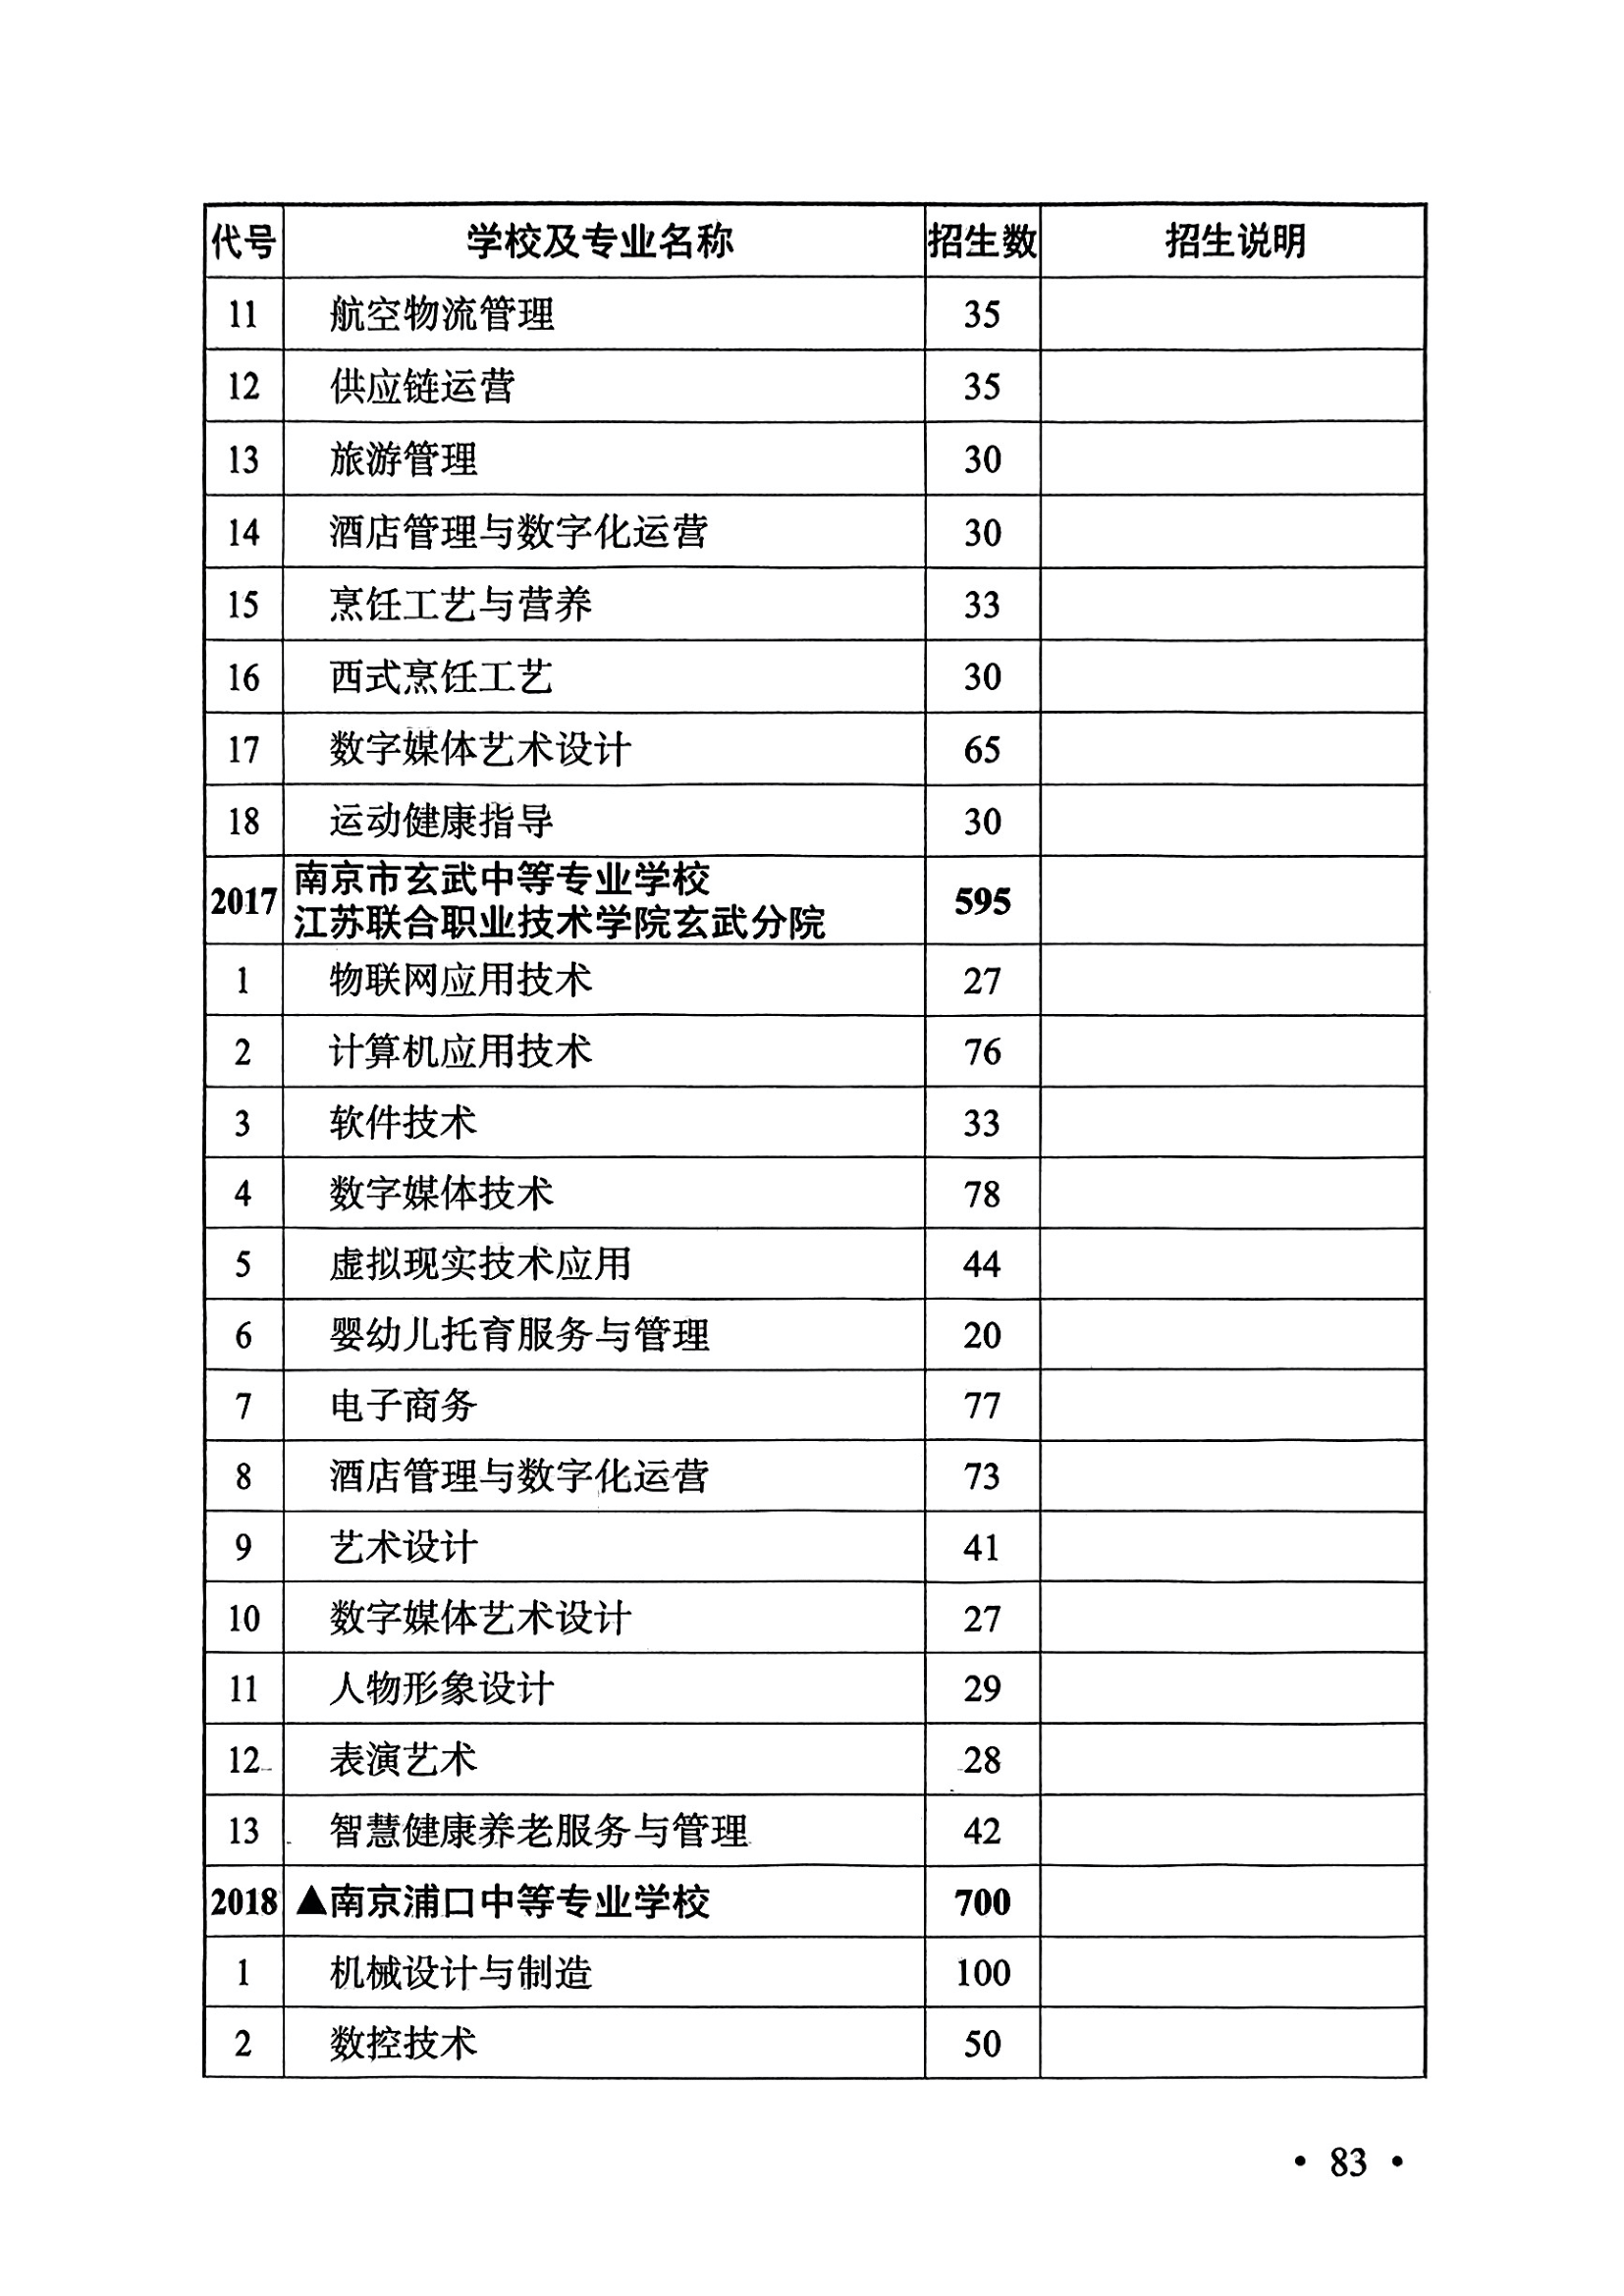 代号 学校及专业名称 招生数 招生说明
11 航空物流管理 35
12 供应链运营 35
13 旅游管理 30
14 酒店管理与数字化运营 30
15 烹饪工艺与营养 33
16 西式烹饪工艺 30
17 数字媒体艺术设计 65
18 运动健康指导 30
2017 南京市玄武中等专业学校 595
江苏联合职业技术学院玄武分院
1 物联网应用技术 27
2 计算机应用技术 76
3 软件技术 33
4 数字媒体技术 78
5 虚拟现实技术应用 44
6 婴幼儿托育服务与管理 20
7 电子商务 77
8 酒店管理与数字化运营 73
9 艺术设计 41
10 数字媒体艺术设计 27
11 人物形象设计 29
12 表演艺术 28
13 智慧健康养老服务与管理 42
2018 ▲南京浦口中等专业学校 700
1 机械设计与制造 100
2 数控技术 50
· 83 ·